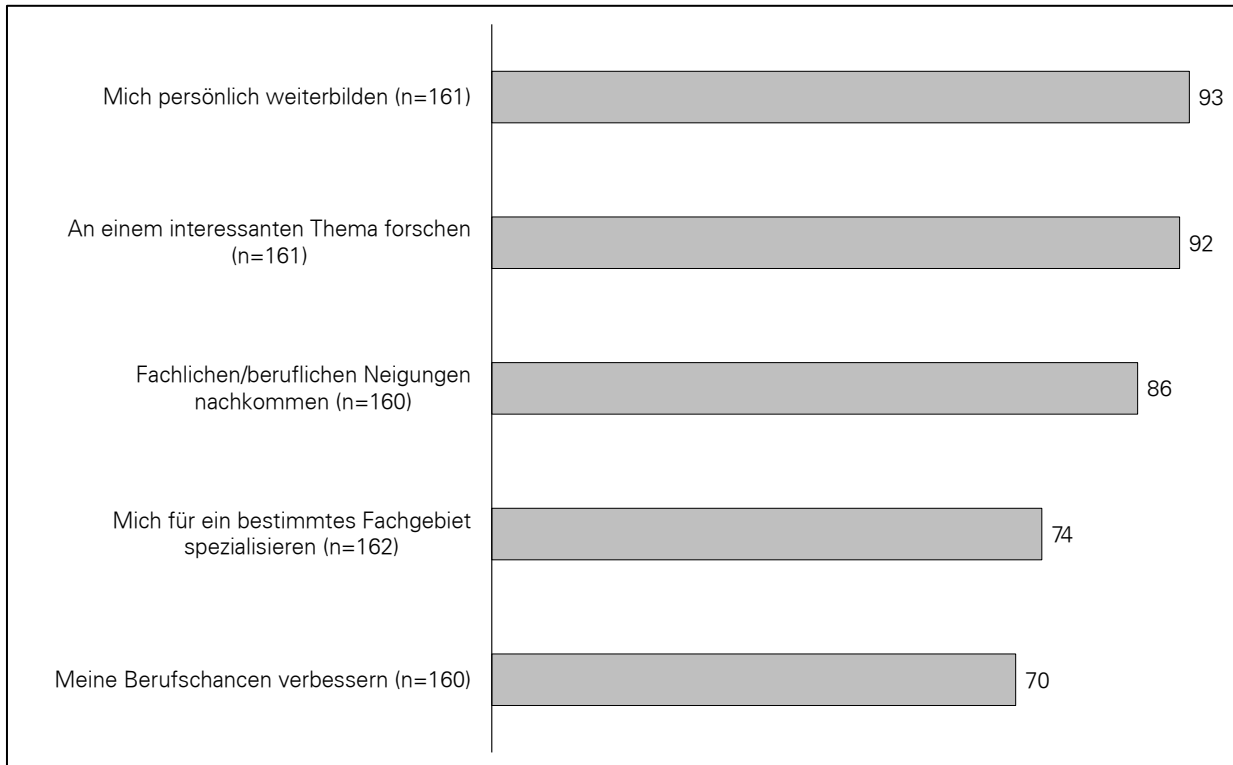 Mich persönlich weiterbilden (n=161)
93
An einem interessanten Thema forschen
(n=161)
92
Fachlichen/beruflichen Neigungen
nachkommen (n=160)
86
Mich für ein bestimmtes Fachgebiet
spezialisieren (n=162)
74
Meine Berufschancen verbessern (n=160)
70